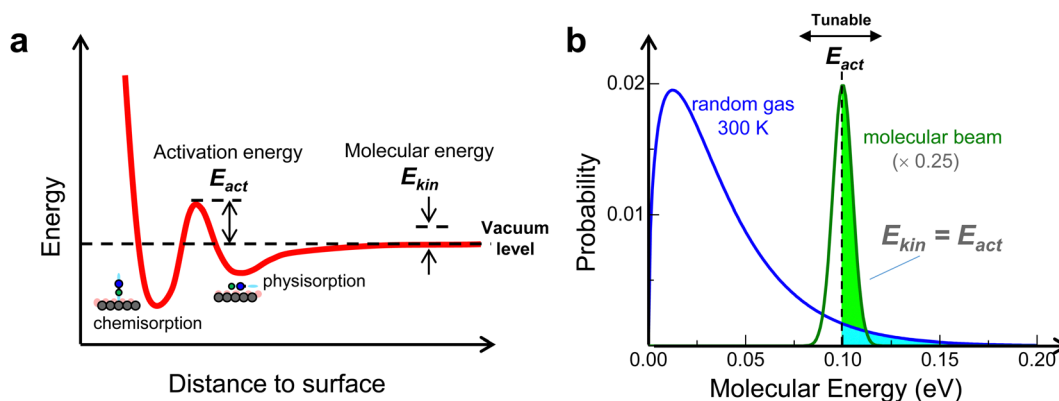 a
Energy
Activation energy
E_act
Molecular energy
E_kin
Vacuum
level
physisorption
chemisorption
Distance to surface
b
Tunable
E_act
Probability
0.02
0.01
random gas
300 K
molecular beam
(× 0.25)
E_kin = E_act
0.00
0.05
0.10
0.15
0.20
Molecular Energy (eV)